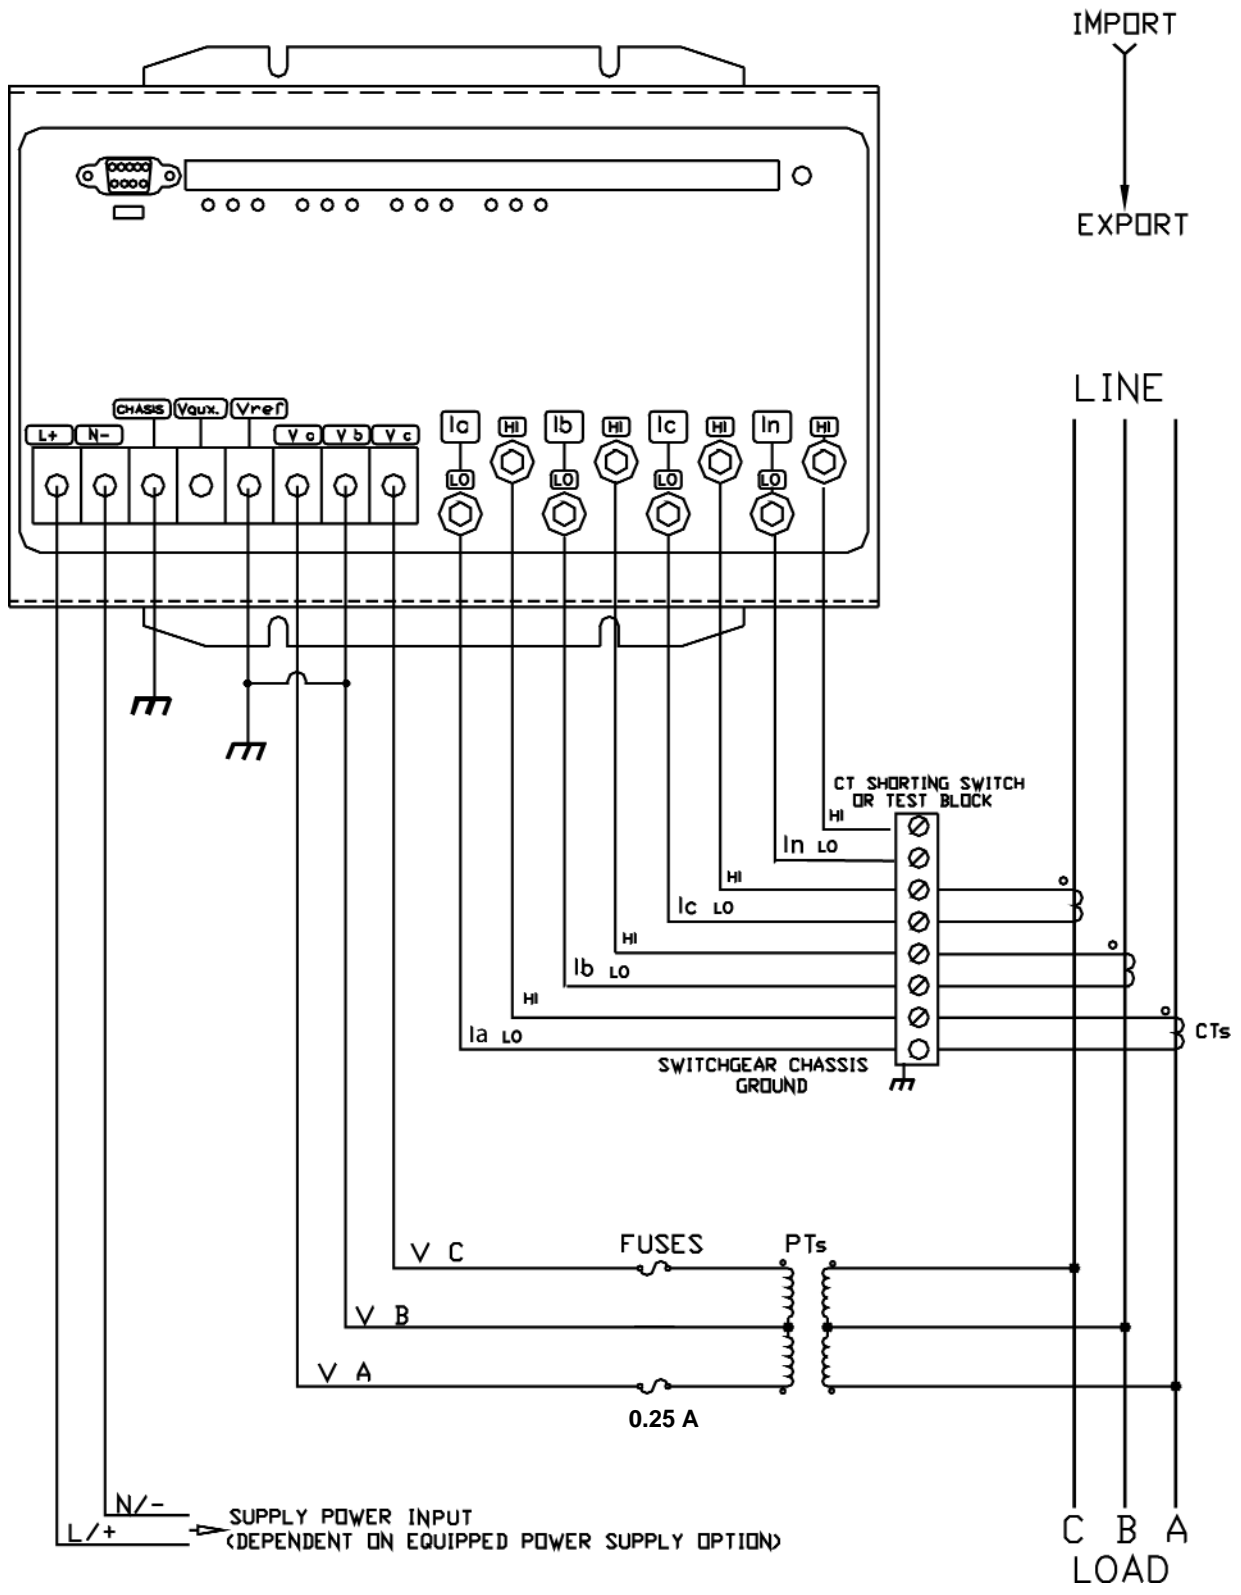 IMPORT
EXPORT
LINE
CHASIS Vaux. Vref
L+ N- Va Vb Vc
Ia HI Ib HI Ic HI In HI
LO LO LO LO
CT SHORTING SWITCH
OR TEST BLOCK
HI
In LO
HI
Ic LO
HI
Ib LO
HI
Ia LO
CTs
SWITCHGEAR CHASSIS
GROUND
V C FUSES PTs
V B
V A
0.25 A
N/-
L/+
SUPPLY POWER INPUT
(DEPENDENT ON EQUIPPED POWER SUPPLY OPTION)
C B A
LOAD